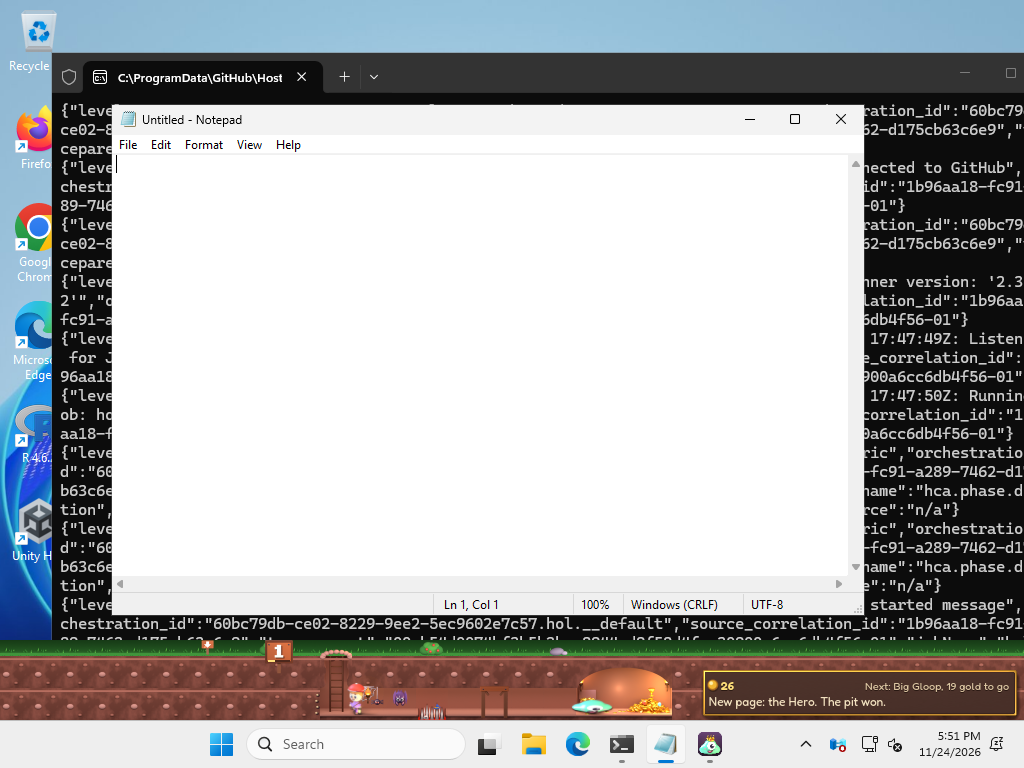 Recycle
C:\ProgramData\GitHub\Host
Firefo
Googl
Chrom
Micros
Edge
R 4.6.
Unity H
Untitled - Notepad
File Edit Format View Help
Ln 1, Col 1 100% Windows (CRLF) UTF-8
{"leve
estration_id":"60bc79
ce02-8
62-d175cb63c6e9","
cepare
{"leve
nected to GitHub",
chestr
id":"1b96aa18-fc91
89-746
-01"}
{"leve
estration_id":"60bc79
ce02-8
62-d175cb63c6e9","
cepare
{"leve
nner version: '2.3
2'","o
lation_id":"1b96aa
fc91-a
6db4f56-01"}
{"leve
17:47:49Z: Listen
for J
e_correlation_id":
96aa18
900a6cc6db4f56-01"
{"leve
17:47:50Z: Runnin
ob: ho
correlation_id":"1
aa18-f
0a6cc6db4f56-01"}
{"leve
ric","orchestratio
d":"60
-fc91-a289-7462-d1
b63c6e
name":"hca.phase.d
tion",
rce":"n/a"}
{"leve
ric","orchestratio
d":"60
-fc91-a289-7462-d1
b63c6e
name":"hca.phase.d
tion",
e":"n/a"}
{"leve
started message",
chestration_id":"60bc79db-ce02-8229-9ee2-5ec9602e7c57.hol.__default","source_correlation_id":"1b96aa18-
1
26
Next: Big Gloop, 19 gold to go
New page: the Hero. The pit won.
Search
5:51 PM
11/24/2026